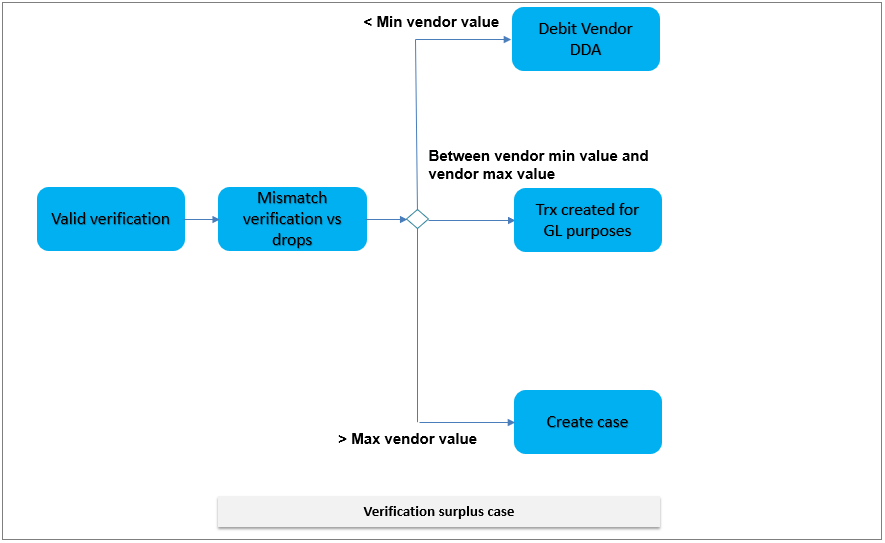 < Min vendor value
Debit Vendor
DDA
Between vendor min value and
vendor max value
Valid verification
Mismatch
verification vs
drops
Trx created for
GL purposes
Create case
> Max vendor value
Verification surplus case